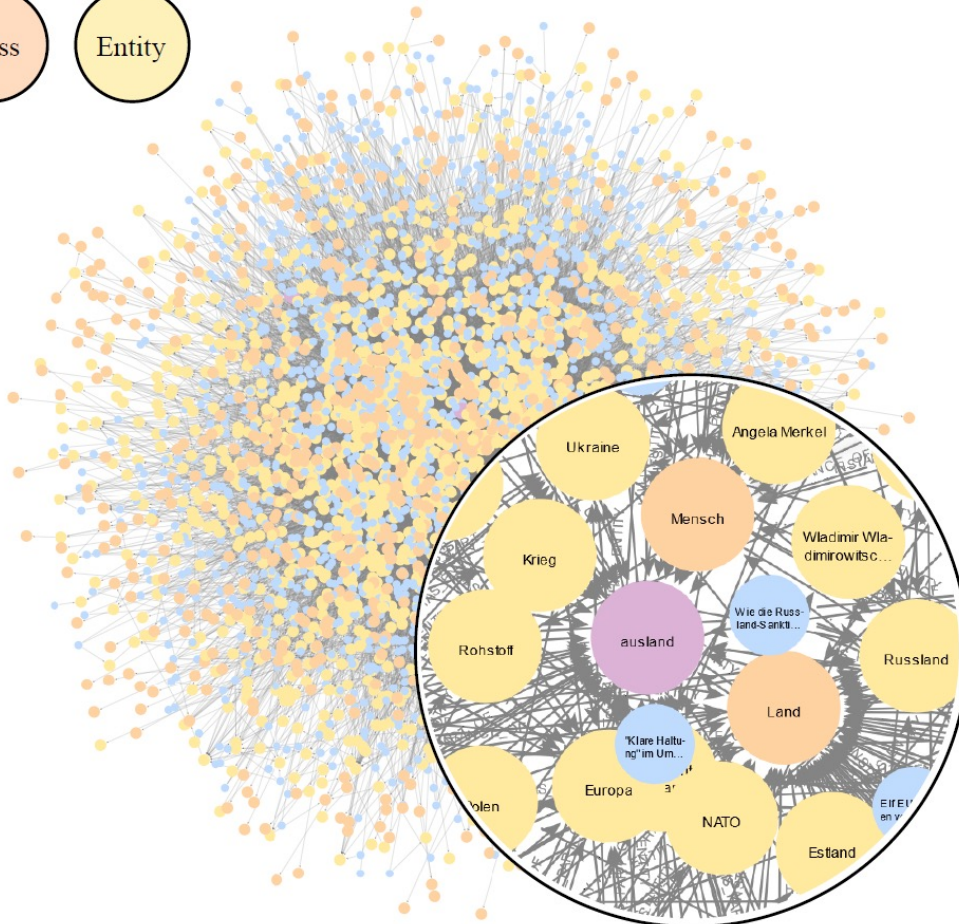 ss
Entity
Ukraine
Angela Merkel
Mensch
Wladimir Wla-
dimirowitsc...
Krieg
Wie die Russ-
land-Sankti...
ausland
Rohstoff
Russland
Land
"Klare Haltu-
ng" im Um...
Europa
olen
NATO
Estland